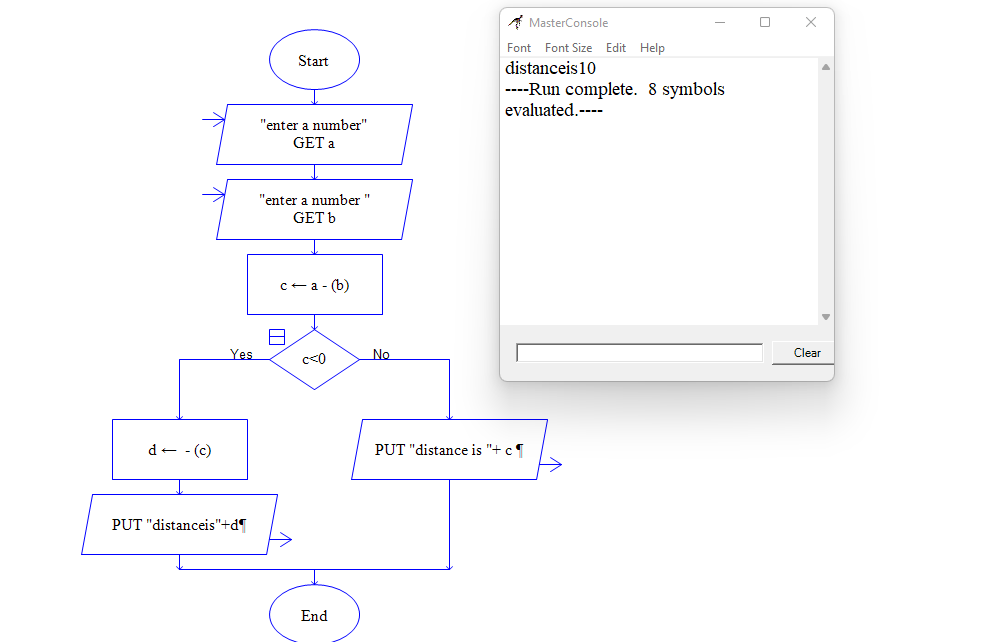 Start
"enter a number"
GET a
"enter a number "
GET b
c ← a - (b)
Yes
c<0
No
d ← - (c)
PUT "distance is "+ c ¶
PUT "distanceis"+d¶
End
MasterConsole
Font Font Size Edit Help
distanceis10
----Run complete.  8 symbols
evaluated.----
Clear